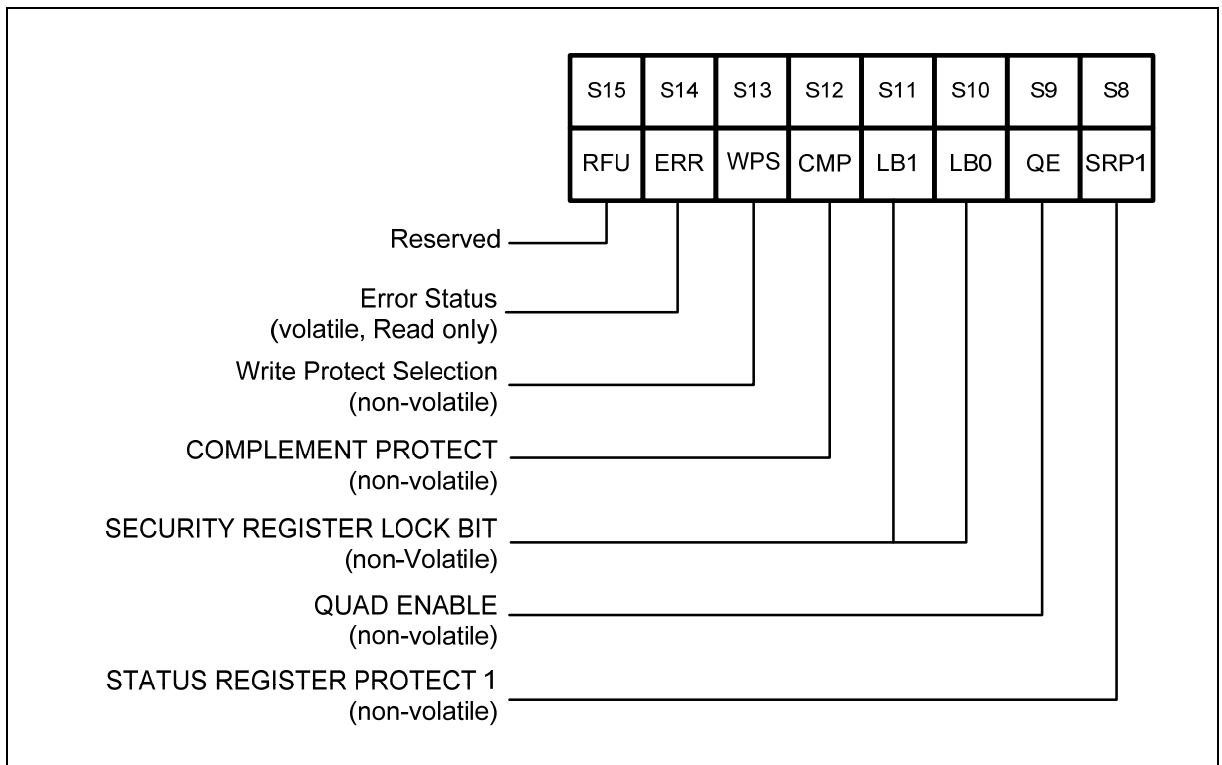 S15 S14 S13 S12 S11 S10 S9 S8
RFU ERR WPS CMP LB1 LB0 QE SRP1
Reserved
Error Status
(volatile, Read only)
Write Protect Selection
(non-volatile)
COMPLEMENT PROTECT
(non-volatile)
SECURITY REGISTER LOCK BIT
(non-Volatile)
QUAD ENABLE
(non-volatile)
STATUS REGISTER PROTECT 1
(non-volatile)